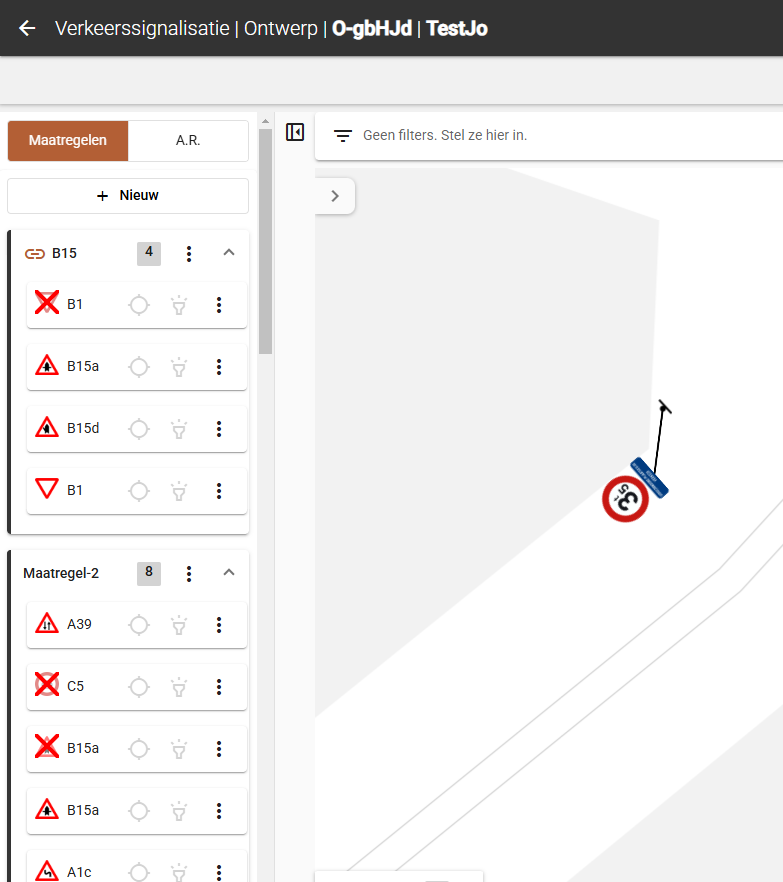 Verkeerssignalisatie | Ontwerp | O-gbHJd | TestJo
Maatregelen
A.R.
Geen filters. Stel ze hier in.
+ Nieuw
B15 4
B1
B15a
B15d
B1
Maatregel-2 8
A39
C5
B15a
B15a
A1c